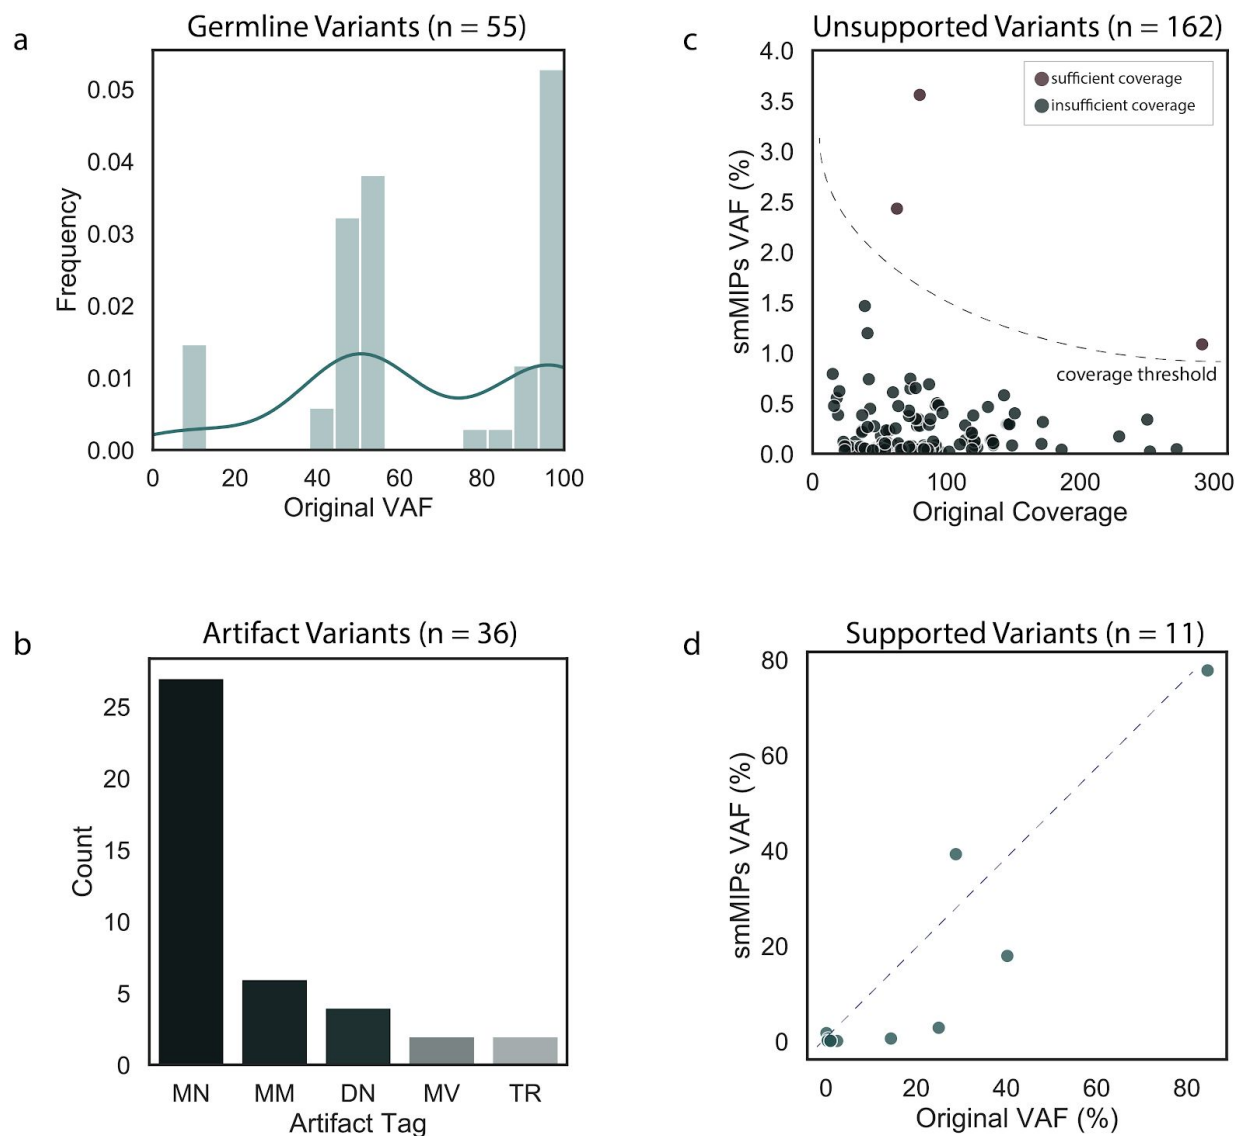 a
Germline Variants (n = 55)
0.05
0.04
0.03
0.02
0.01
0.00
Frequency
0
20
40
60
80
100
Original VAF
c
Unsupported Variants (n = 162)
4.0
3.5
3.0
2.5
2.0
1.5
1.0
0.5
0.0
smMIPs VAF (%)
sufficient coverage
insufficient coverage
coverage threshold
0
100
200
300
Original Coverage
b
Artifact Variants (n = 36)
25
20
15
10
5
0
Count
MN
MM
DN
MV
TR
Artifact Tag
d
Supported Variants (n = 11)
80
60
40
20
0
smMIPs VAF (%)
0
20
40
60
80
Original VAF (%)